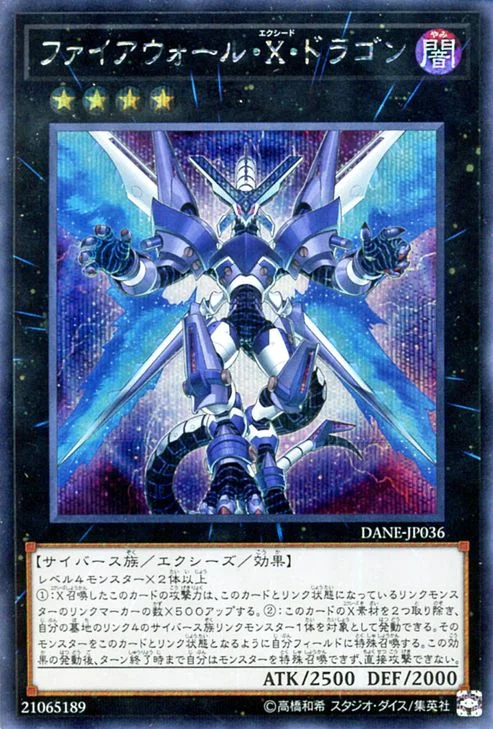 エクシード
ファイアウォール・X・ドラゴン
やみ
闇
DANE-JP036
【サイバース族／エクシーズ／効果】
レベル４モンスター×２体以上
①：X召喚したこのカードの攻撃力は、このカードとリンク状態になっているリンクモンス
ターのリンクマーカーの数×５００アップする。②：このカードのX素材を２つ取り除き、
自分の墓地のリンク４のサイバース族リンクモンスター１体を対象として発動できる。その
モンスターをこのカードとリンク状態となるように自分フィールドに特殊召喚する。この効
果の発動後、ターン終了時まで自分はモンスターを特殊召喚できず、直接攻撃できない。
ATK/2500 DEF/2000
21065189
©高橋和希 スタジオ・ダイス/集英社